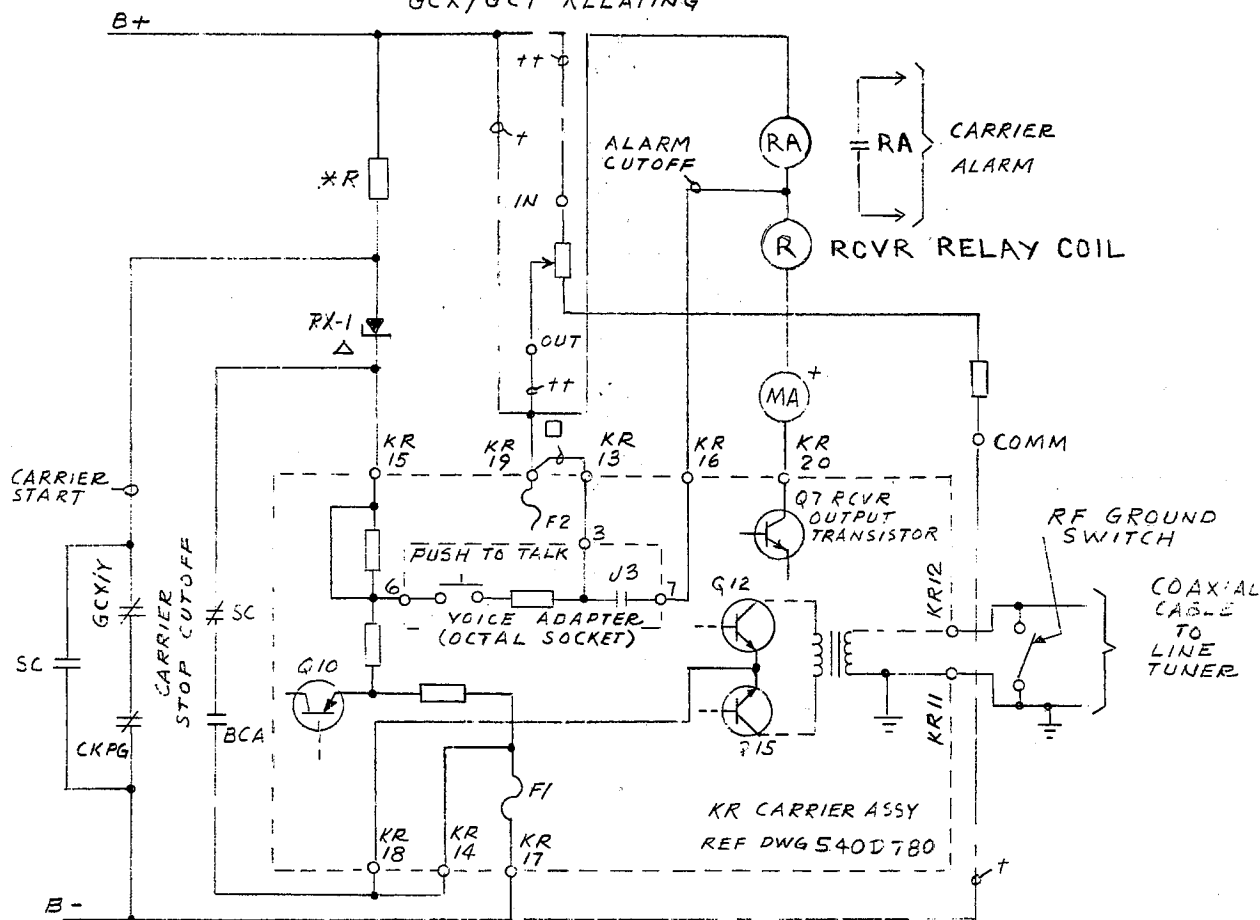 GCX/GCY RELAYING
B+
++
+
ALARM
CUTOFF
RA
RA
CARRIER
ALARM
*R
IN
R
RCVR RELAY COIL
RX-1
OUT
++
MA
+
COMM
KR
15
KR
19
KR
13
KR
16
KR
20
CARRIER
START
F2
Q7 RCVR
OUTPUT
TRANSISTOR
RF GROUND
SWITCH
3
PUSH TO TALK
6
J3
7
VOICE ADAPTER
(OCTAL SOCKET)
Q12
KR12
COAXIAL
CABLE
TO
LINE
TUNER
SC
GCX/Y
CARRIER
STOP CUTOFF
SC
Q10
KR11
CKPG
BCA
F1
KR CARRIER ASSY
REF DWG 540D780
KR
18
KR
14
KR
17
+
B-